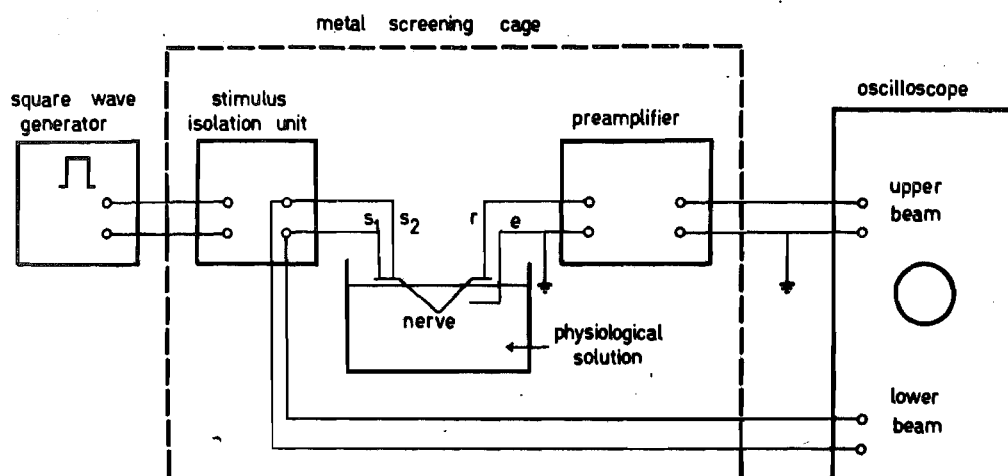 metal screening cage
square wave
generator
stimulus
isolation unit
preamplifier
oscilloscope
upper
beam
s1
s2
r
e
nerve
physiological
solution
lower
beam